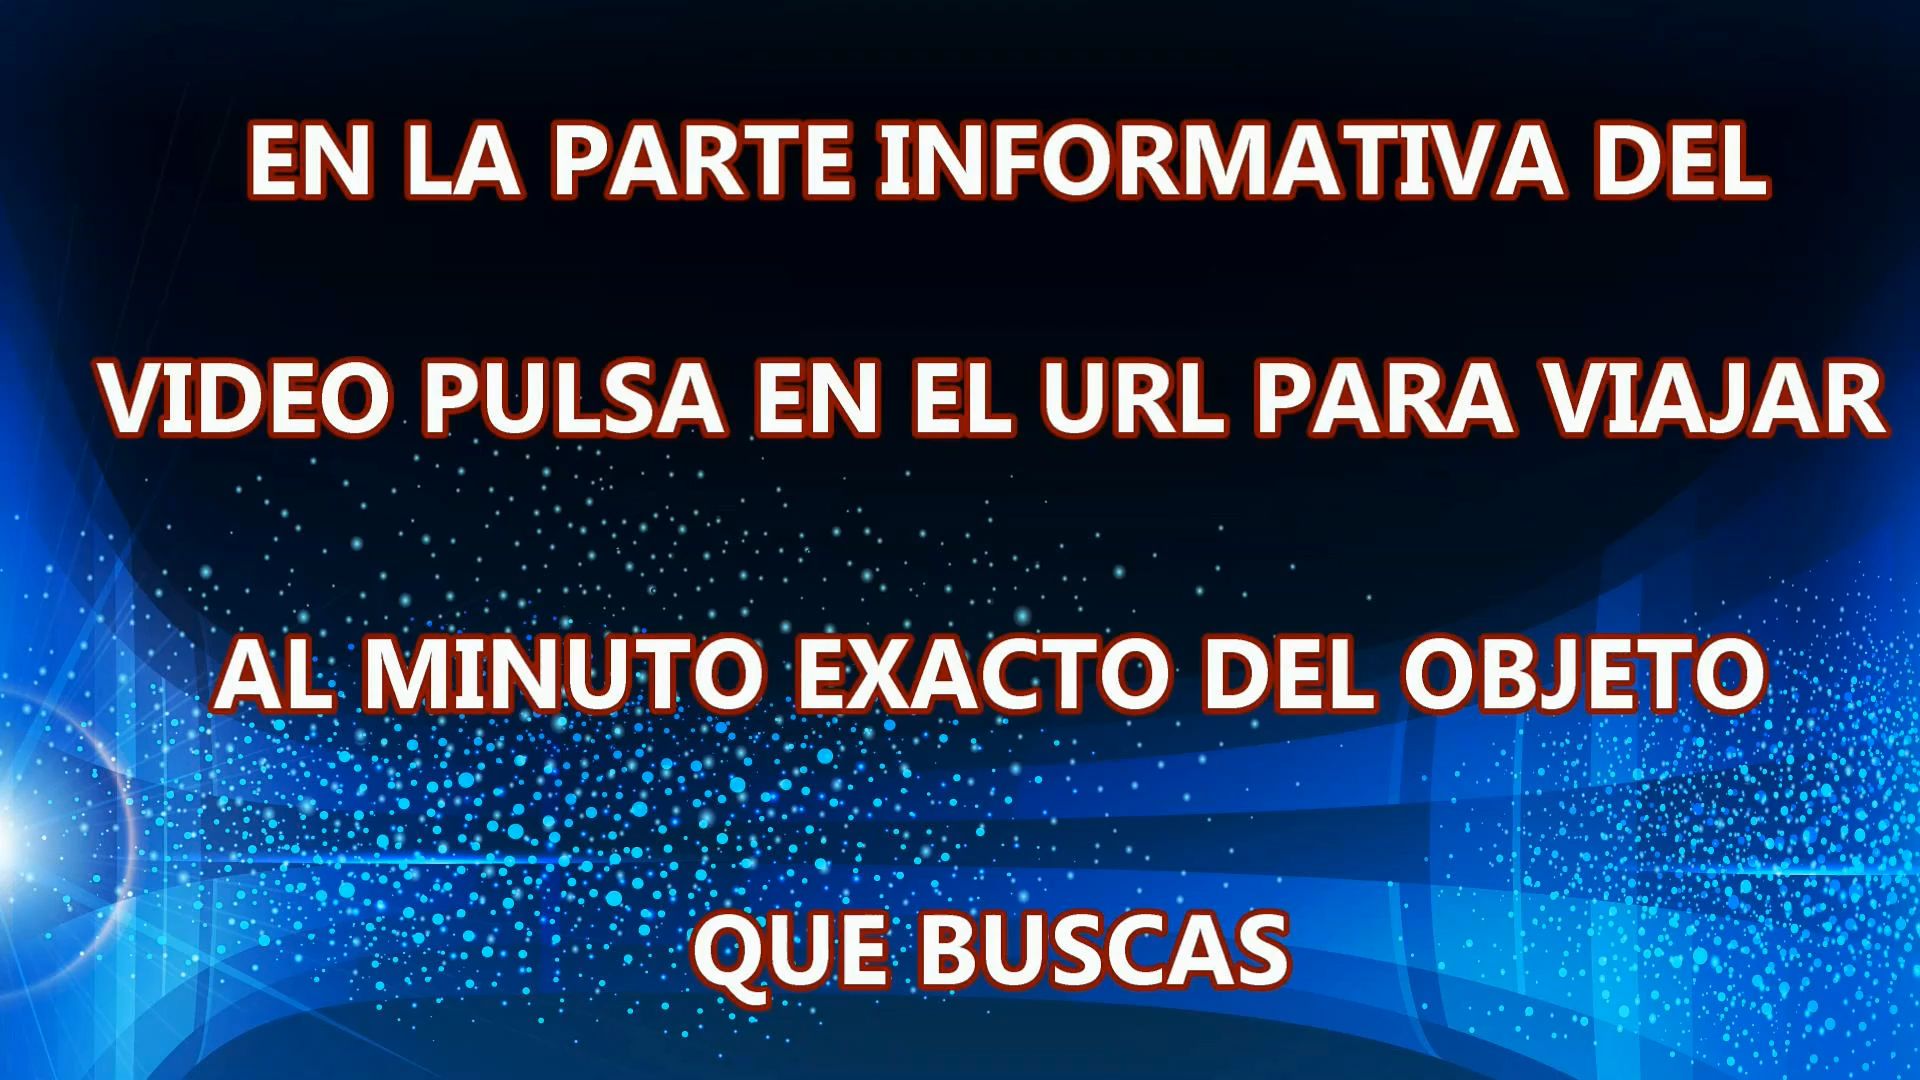 EN LA PARTE INFORMATIVA DEL
VIDEO PULSA EN EL URL PARA VIAJAR
AL MINUTO EXACTO DEL OBJETO
QUE BUSCAS